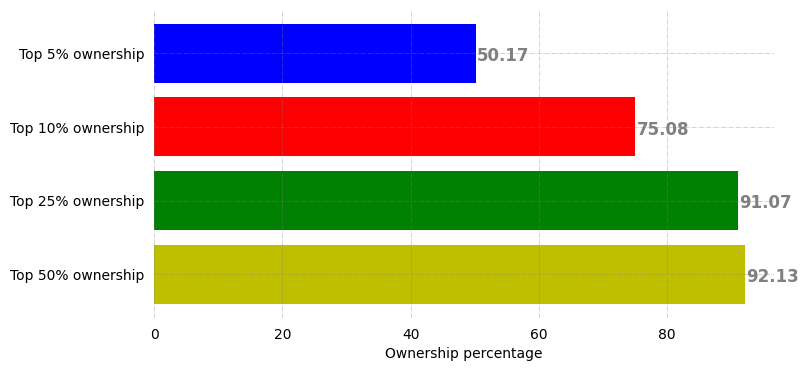 Top 5% ownership
50.17
Top 10% ownership
75.08
Top 25% ownership
91.07
Top 50% ownership
92.13
0 20 40 60 80
Ownership percentage